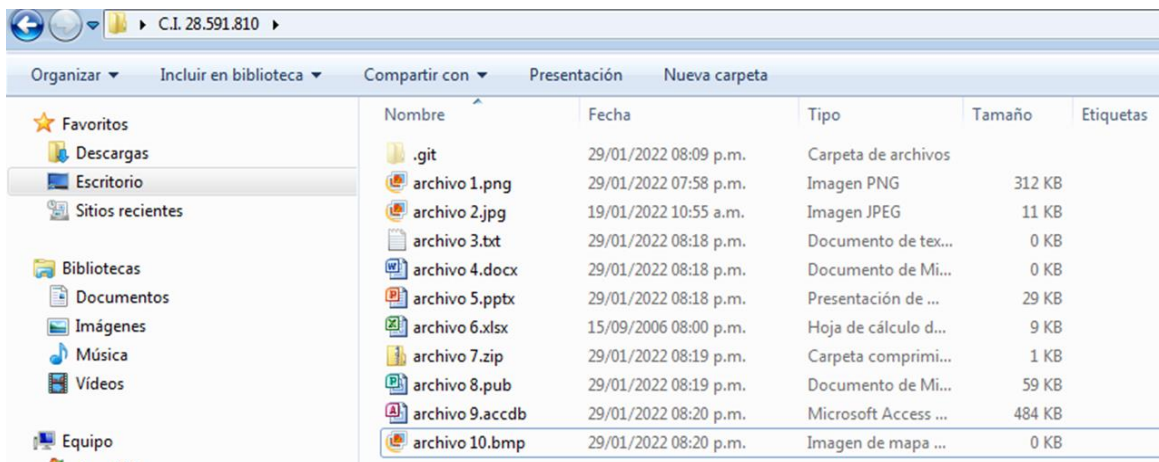 C.I. 28.591.810
Organizar Incluir en biblioteca Compartir con Presentación Nueva carpeta
Favoritos
Descargas
Escritorio
Sitios recientes
Bibliotecas
Documentos
Imágenes
Música
Vídeos
Equipo
Nombre Fecha Tipo Tamaño Etiquetas
.git 29/01/2022 08:09 p.m. Carpeta de archivos
archivo 1.png 29/01/2022 07:58 p.m. Imagen PNG 312 KB
archivo 2.jpg 19/01/2022 10:55 a.m. Imagen JPEG 11 KB
archivo 3.txt 29/01/2022 08:18 p.m. Documento de tex... 0 KB
archivo 4.docx 29/01/2022 08:18 p.m. Documento de Mi... 0 KB
archivo 5.pptx 29/01/2022 08:18 p.m. Presentación de ... 29 KB
archivo 6.xlsx 15/09/2006 08:00 p.m. Hoja de cálculo d... 9 KB
archivo 7.zip 29/01/2022 08:19 p.m. Carpeta comprimi... 1 KB
archivo 8.pub 29/01/2022 08:19 p.m. Documento de Mi... 59 KB
archivo 9.accdb 29/01/2022 08:20 p.m. Microsoft Access ... 484 KB
archivo 10.bmp 29/01/2022 08:20 p.m. Imagen de mapa ... 0 KB